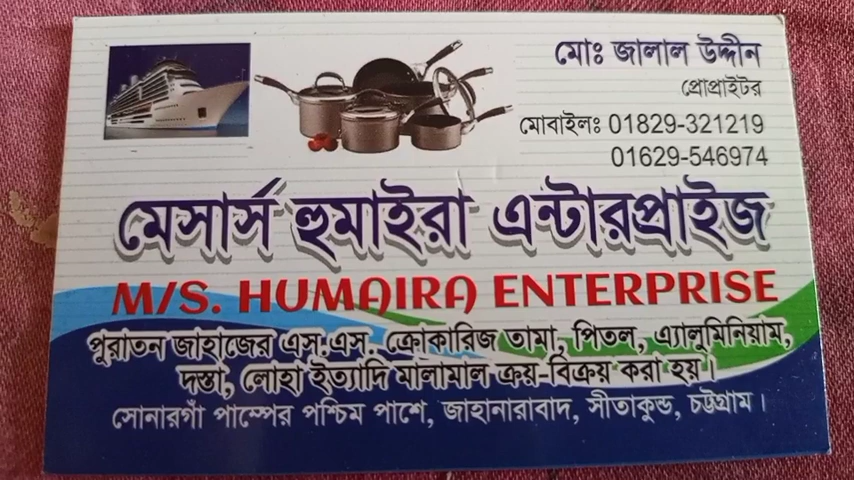 মোঃ জালাল উদ্দীন
প্রোপ্রাইটর
মোবাইলঃ 01829-321219
01629-546974
মেসার্স হুমাইরা এন্টারপ্রাইজ
M/S. HUMAIRA ENTERPRISE
পুরাতন জাহাজের এস.এস. ক্রোকারিজ তামা, পিতল, এ্যালুমিনিয়াম,
দস্তা, লোহা ইত্যাদি মালামাল ক্রয়-বিক্রয় করা হয়।
সোনারগাঁ পাম্পের পশ্চিম পাশে, জাহানারাবাদ, সীতাকুন্ড, চট্টগ্রাম।